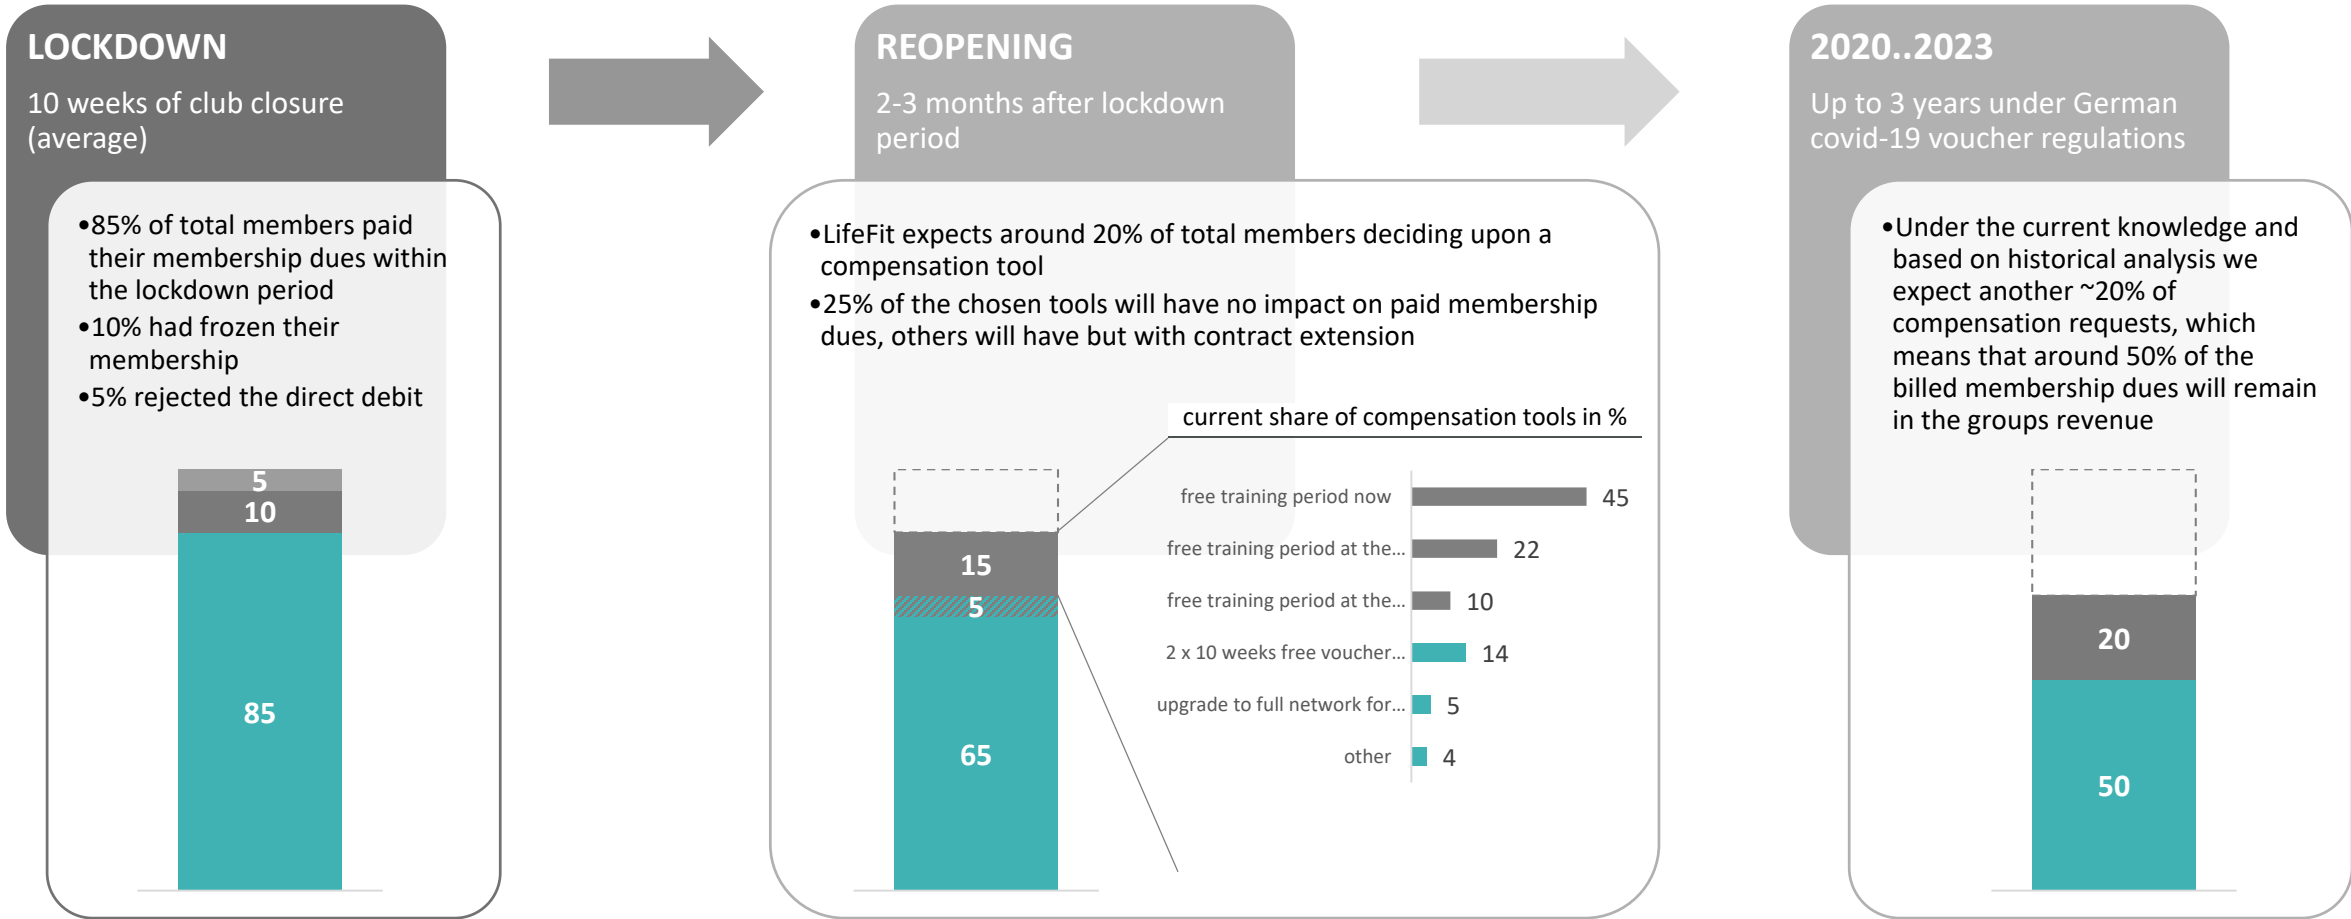 LOCKDOWN
10 weeks of club closure
(average)
•85% of total members paid
their membership dues within
the lockdown period
•10% had frozen their
membership
•5% rejected the direct debit
5
10
85
REOPENING
2-3 months after lockdown
period
•LifeFit expects around 20% of total members deciding upon a
compensation tool
•25% of the chosen tools will have no impact on paid membership
dues, others will have but with contract extension
current share of compensation tools in %
15
5
65
free training period now 45
free training period at the... 22
free training period at the... 10
2 x 10 weeks free voucher... 14
upgrade to full network for... 5
other 4
2020..2023
Up to 3 years under German
covid-19 voucher regulations
•Under the current knowledge and
based on historical analysis we
expect another ~20% of
compensation requests, which
means that around 50% of the
billed membership dues will remain
in the groups revenue
20
50